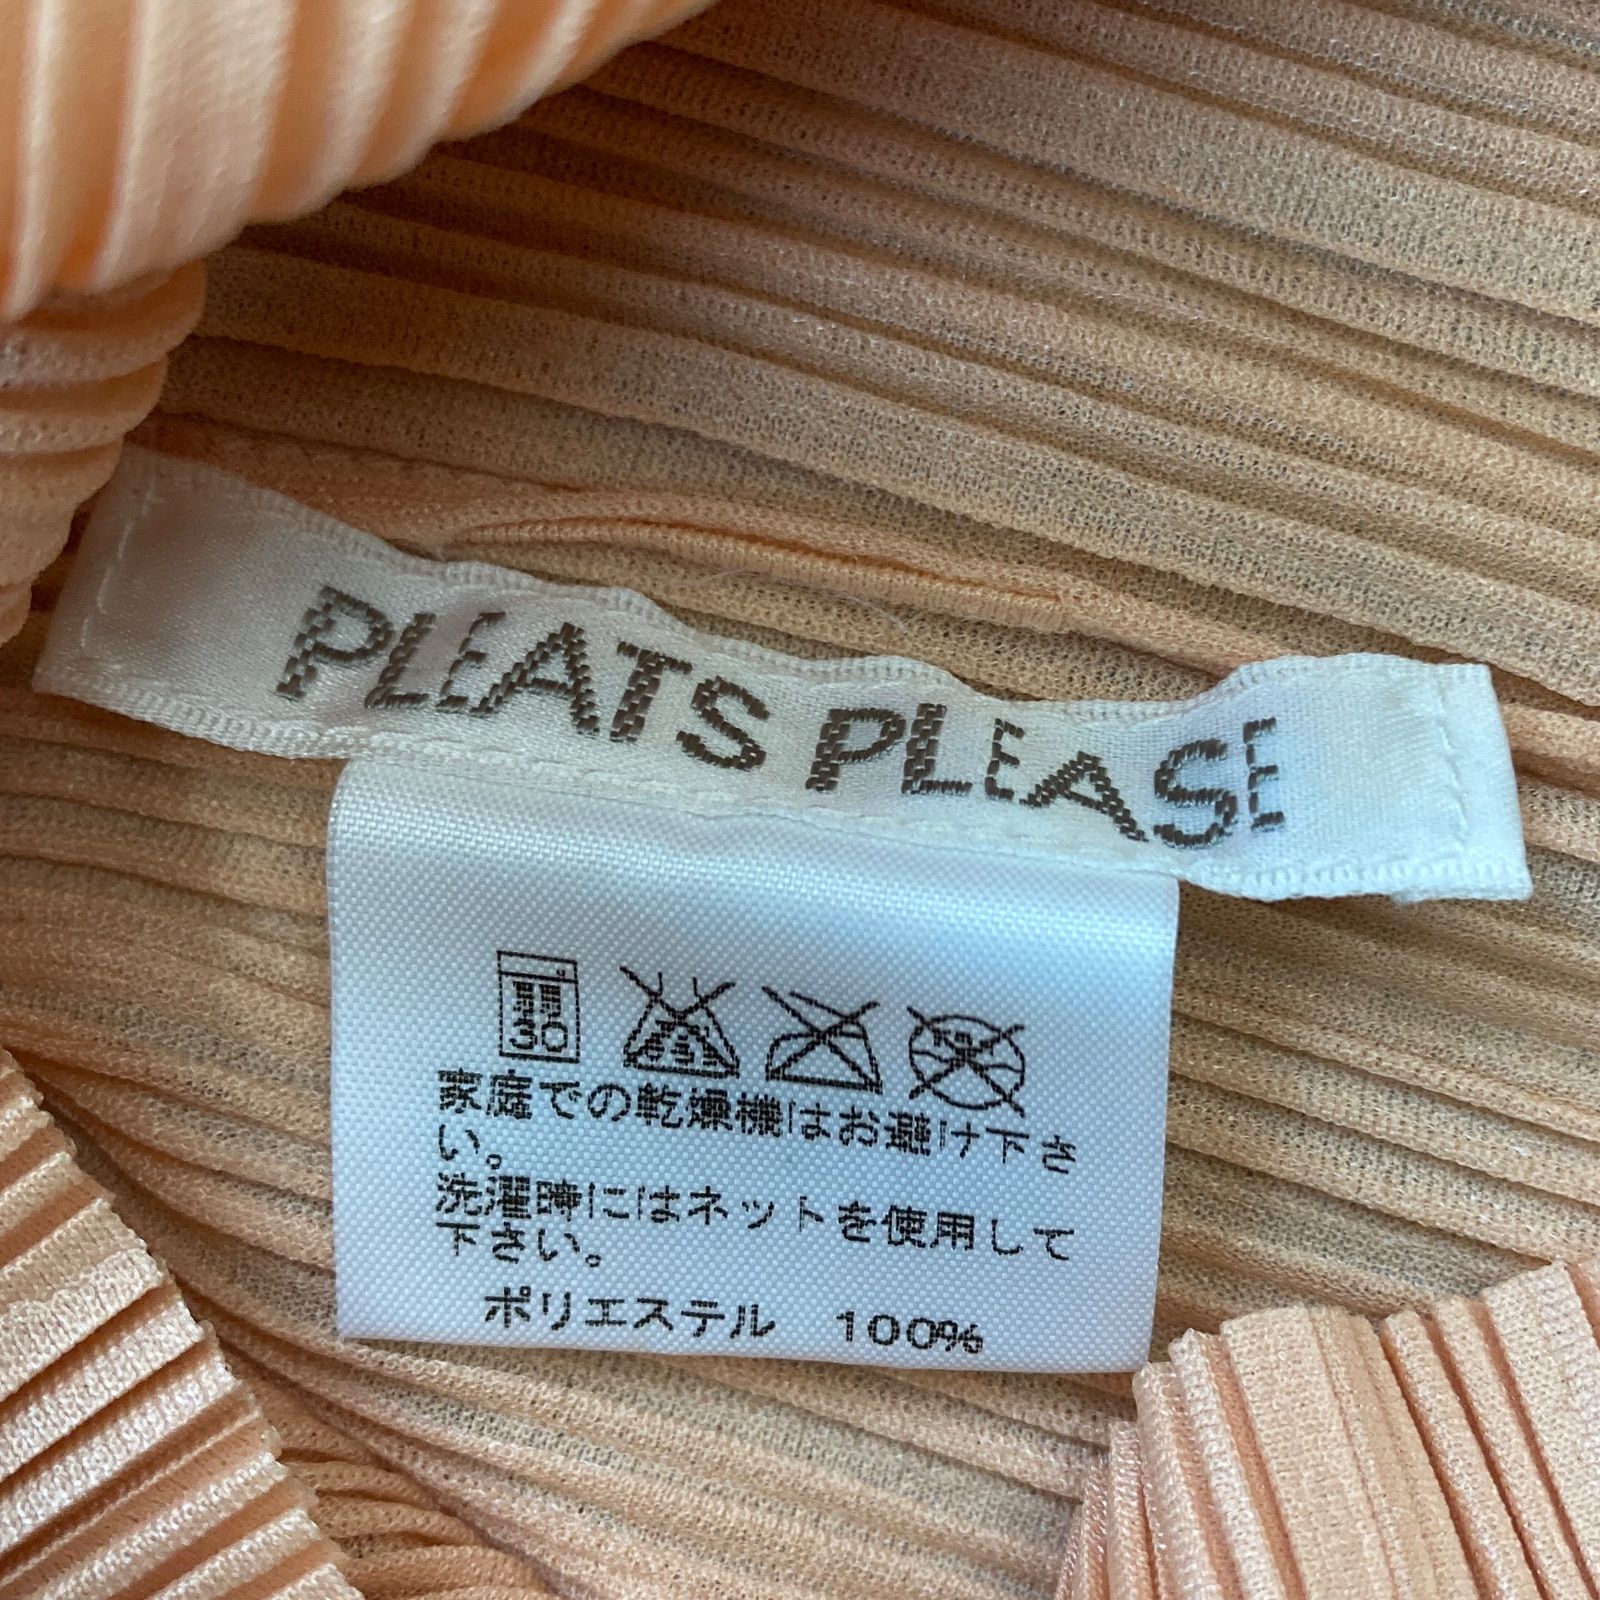 PLEATS PLEASE
30
家庭での乾燥機はお避け下さ
い。
洗濯時にはネットを使用して
下さい。
ポリエステル 100%